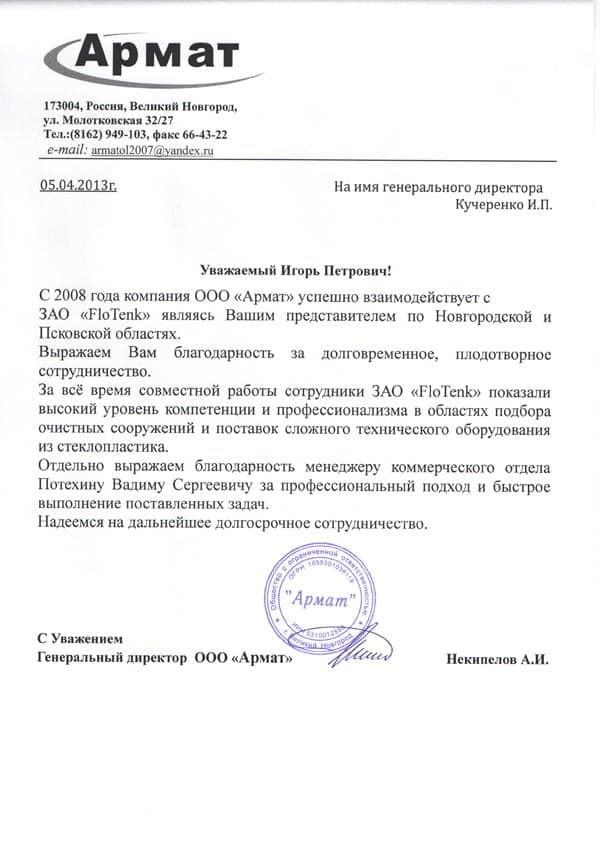 Армат
173004, Россия, Великий Новгород,
ул. Молотковская 32/27
Тел.:(8162) 949-103, факс 66-43-22
e-mail: armatol2007@yandex.ru
05.04.2013г.
На имя генерального директора
Кучеренко И.П.
Уважаемый Игорь Петрович!
С 2008 года компания ООО «Армат» успешно взаимодействует с
ЗАО «FloTenk» являясь Вашим представителем по Новгородской и
Псковской областях.
Выражаем Вам благодарность за долговременное, плодотворное
сотрудничество.
За всё время совместной работы сотрудники ЗАО «FloTenk» показали
высокий уровень компетенции и профессионализма в областях подбора
очистных сооружений и поставок сложного технического оборудования
из стеклопластика.
Отдельно выражаем благодарность менеджеру коммерческого отдела
Потехину Вадиму Сергеевичу за профессиональный подход и быстрое
выполнение поставленных задач.
Надеемся на дальнейшее долгосрочное сотрудничество.
Общество с ограниченной ответственностью
ОГРН
"Армат"
ИНН
г. Великий Новгород
С Уважением
Генеральный директор ООО «Армат»
Некипелов А.И.